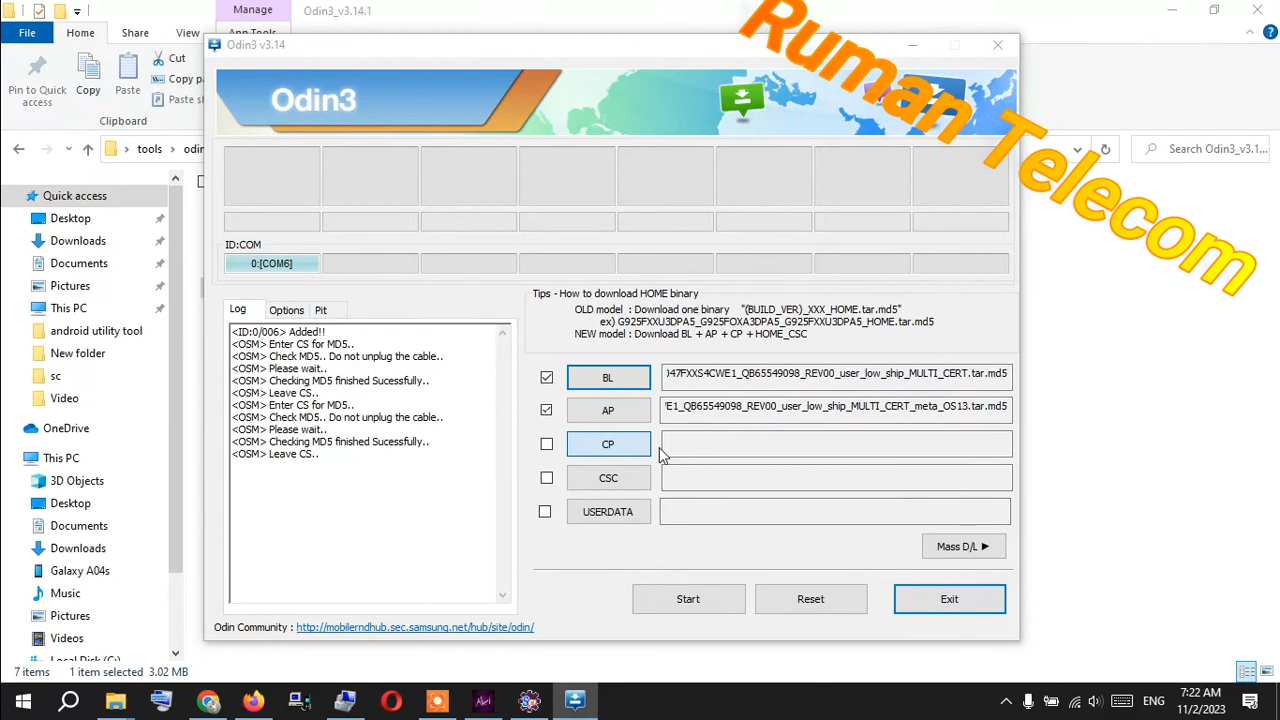 Manage
Odin3_v3.14.1
File
Home
Share
View
App Tools
Odin3 v3.14
Ruman Telecom
Pin to Quick access
Copy
Paste
Cut
Copy pa
Paste sh
Clipboard
Odin3
tools
odin
Search Odin3_v3.1...
Quick access
Desktop
Downloads
Documents
Pictures
This PC
android utility tool
New folder
sc
Video
OneDrive
This PC
3D Objects
Desktop
Documents
Downloads
Galaxy A04s
Music
Pictures
Videos
Local Disk (C:)
ID:COM
0:[COM6]
Log
Options
Pit
<ID:0/006> Added!!
<OSM> Enter CS for MD5..
<OSM> Check MD5.. Do not unplug the cable..
<OSM> Please wait..
<OSM> Checking MD5 finished Sucessfully..
<OSM> Leave CS..
<OSM> Enter CS for MD5..
<OSM> Check MD5.. Do not unplug the cable..
<OSM> Please wait..
<OSM> Checking MD5 finished Sucessfully..
<OSM> Leave CS..
Tips - How to download HOME binary
OLD model : Download one binary "(BUILD_VER)_XXX_HOME.tar.md5"
ex) G925FXXU3DPA5_G925FOXA3DPA5_G925FXXU3DPA5_HOME.tar.md5
NEW model : Download BL + AP + CP + HOME_CSC
BL
47FXXS4CWE1_QB65549098_REV00_user_low_ship_MULTI_CERT.tar.md5
AP
E1_QB65549098_REV00_user_low_ship_MULTI_CERT_meta_OS13.tar.md5
CP
CSC
USERDATA
Mass D/L ▶
Start
Reset
Exit
Odin Community : http://mobilerndhub.sec.samsung.net/hub/site/odin/
7 items
1 item selected 3.02 MB
ENG
7:22 AM
11/2/2023